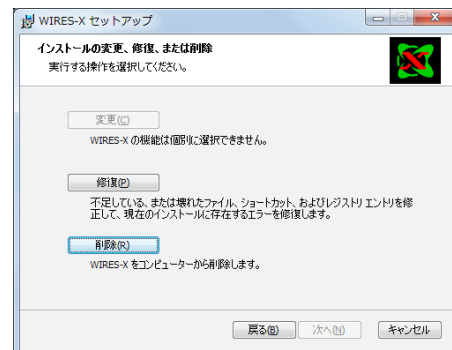 WIRES-X セットアップ
インストールの変更、修復、または削除
実行する操作を選択してください。
変更(C)
WIRES-X の機能は個別に選択できません。
修復(P)
不足している、または壊れたファイル、ショートカット、およびレジストリ エントリを修
正して、現在のインストールに存在するエラーを修復します。
削除(R)
WIRES-X をコンピューターから削除します。
戻る(B) 次へ(N) キャンセル